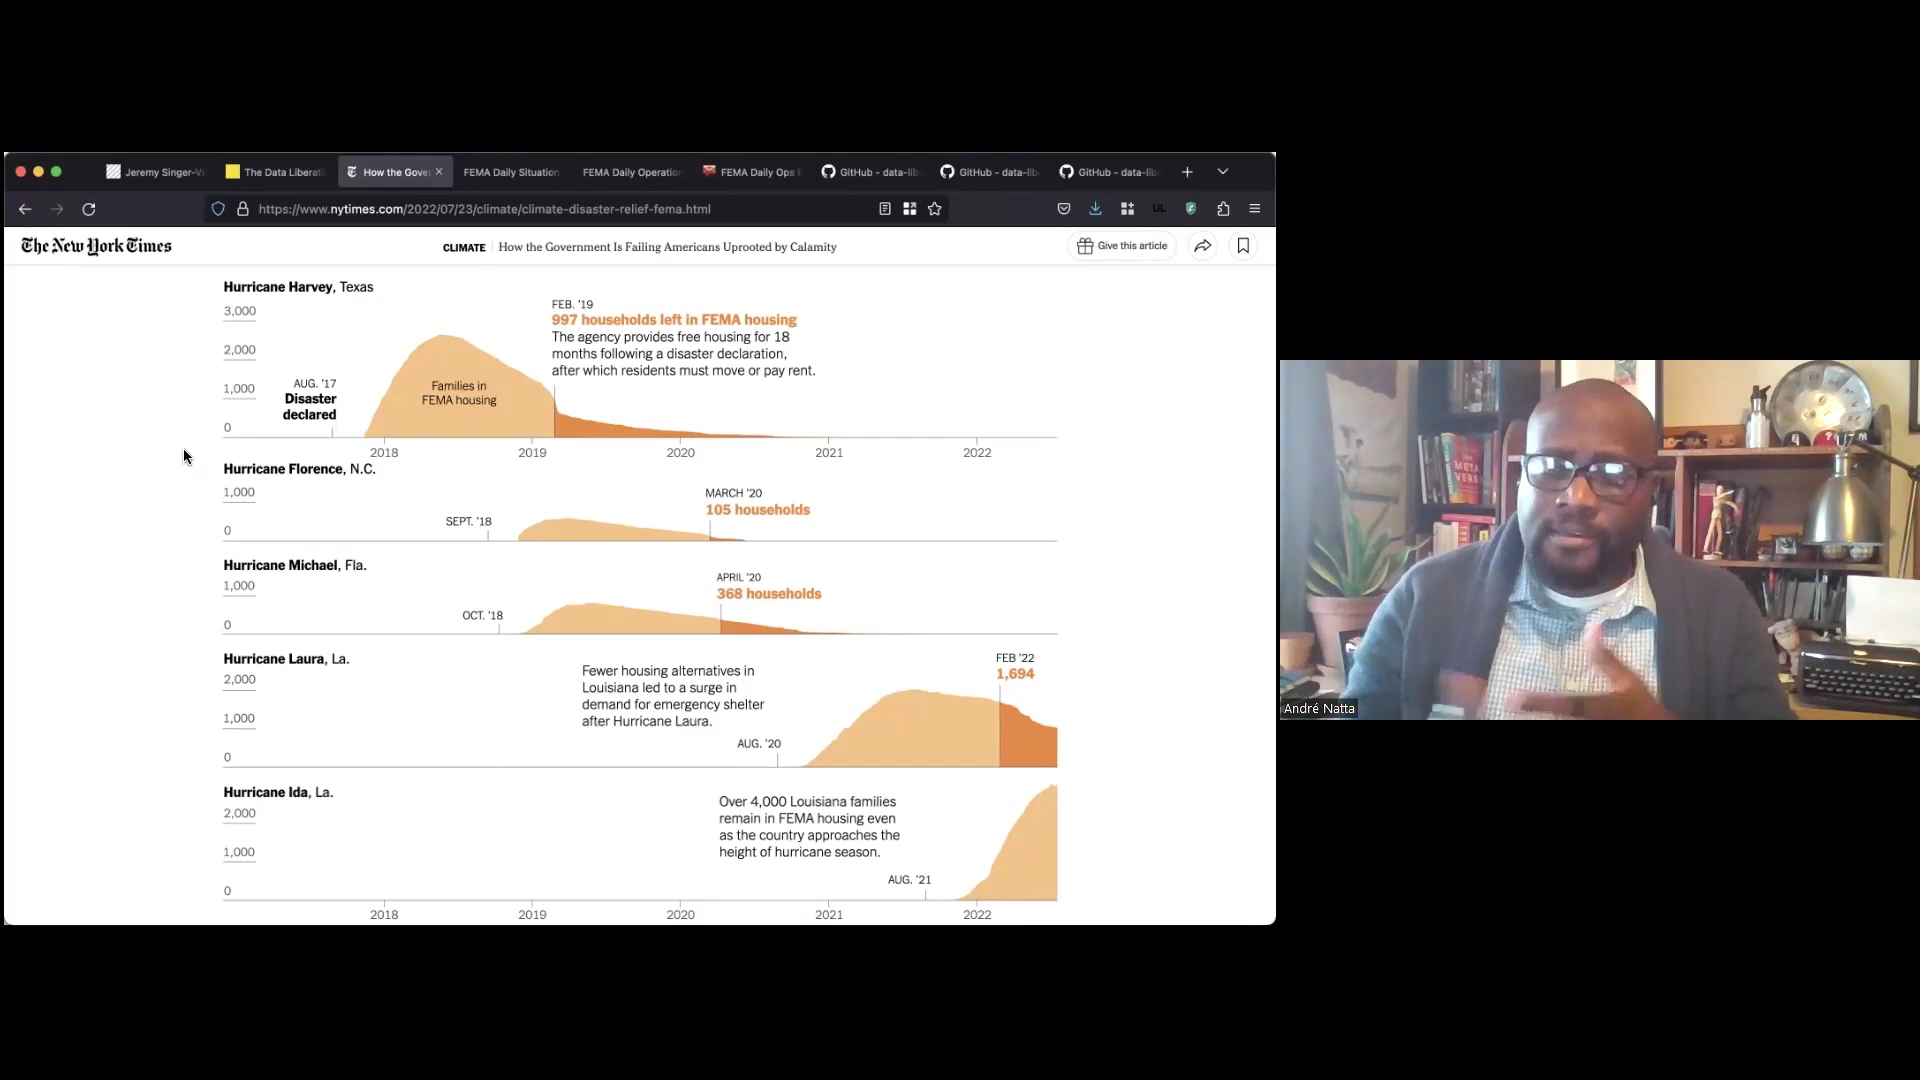 Jeremy Singer-Vi
The Data Liberati
How the Gover
FEMA Daily Situation
FEMA Daily Operation
FEMA Daily Ops E
GitHub - data-lib
GitHub - data-lib
GitHub - data-lib
https://www.nytimes.com/2022/07/23/climate/climate-disaster-relief-fema.html
UL
The New York Times
CLIMATE | How the Government Is Failing Americans Uprooted by Calamity
Give this article
Hurricane Harvey, Texas
3,000
2,000
1,000
0
AUG. '17
Disaster
declared
Families in
FEMA housing
FEB. '19
997 households left in FEMA housing
The agency provides free housing for 18
months following a disaster declaration,
after which residents must move or pay rent.
2018 2019 2020 2021 2022
Hurricane Florence, N.C.
1,000
0
SEPT. '18
MARCH '20
105 households
Hurricane Michael, Fla.
1,000
0
OCT. '18
APRIL '20
368 households
Hurricane Laura, La.
2,000
1,000
0
Fewer housing alternatives in
Louisiana led to a surge in
demand for emergency shelter
after Hurricane Laura.
AUG. '20
FEB '22
1,694
Hurricane Ida, La.
2,000
1,000
0
Over 4,000 Louisiana families
remain in FEMA housing even
as the country approaches the
height of hurricane season.
AUG. '21
2018 2019 2020 2021 2022
META
VERSE
André Natta